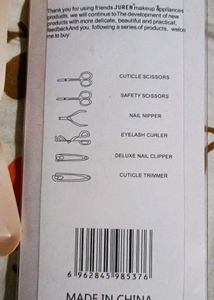 Thank you for using friends JUREN makeup Appliances
products, we will continue to The development of new
products with more delicate, beautiful and practical,
feedbackAnd you, following a series of products, welco
me to buy
CUTICLE SCISSORS
SAFETY SCISSORS
NAIL NIPPER
EYELASH CURLER
DELUXE NAIL CLIPPER
CUTICLE TRIMMER
6 962845 985376
MADE IN CHINA